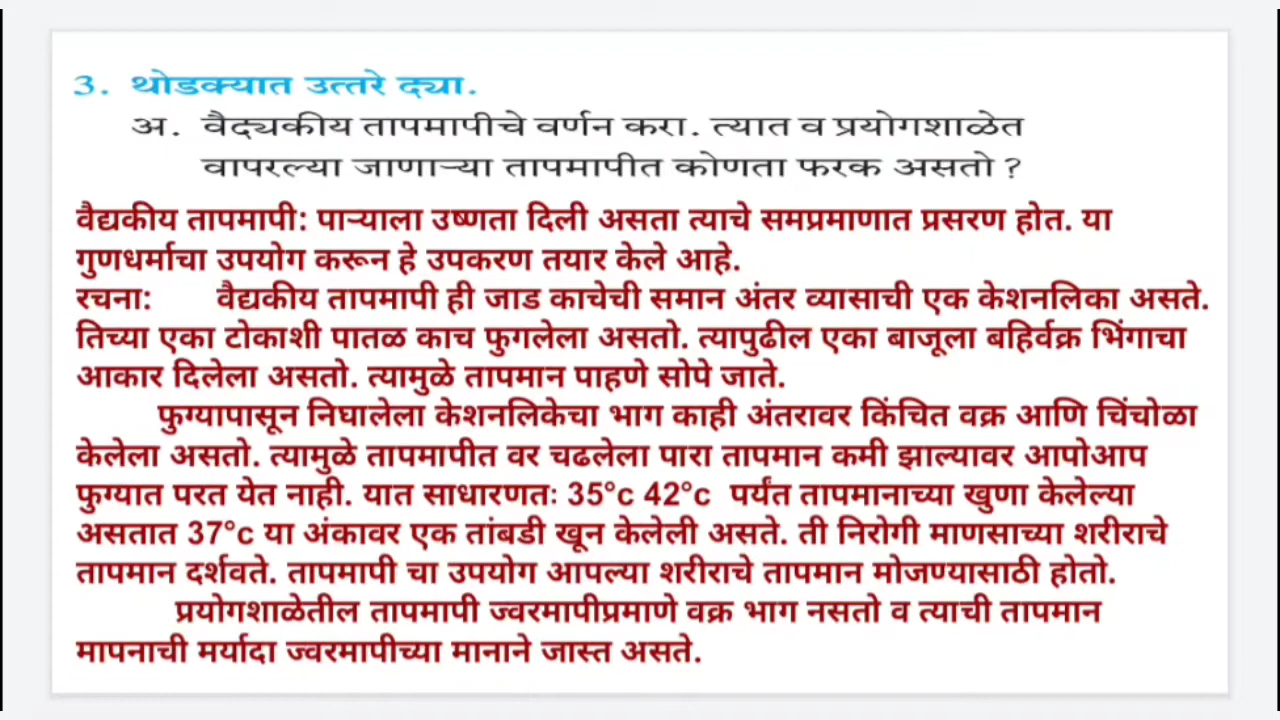 3. थोडक्यात उत्तरे द्या.
अ. वैद्यकीय तापमापीचे वर्णन करा. त्यात व प्रयोगशाळेत
वापरल्या जाणाऱ्या तापमापीत कोणता फरक असतो ?
वैद्यकीय तापमापी: पाऱ्याला उष्णता दिली असता त्याचे समप्रमाणात प्रसरण होत. या
गुणधर्माचा उपयोग करून हे उपकरण तयार केले आहे.
रचना: वैद्यकीय तापमापी ही जाड काचेची समान अंतर व्यासाची एक केशनलिका असते.
तिच्या एका टोकाशी पातळ काच फुगलेला असतो. त्यापुढील एका बाजूला बहिर्वक्र भिंगाचा
आकार दिलेला असतो. त्यामुळे तापमान पाहणे सोपे जाते.
फुग्यापासून निघालेला केशनलिकेचा भाग काही अंतरावर किंचित वक्र आणि चिंचोळा
केलेला असतो. त्यामुळे तापमापीत वर चढलेला पारा तापमान कमी झाल्यावर आपोआप
फुग्यात परत येत नाही. यात साधारणतः 35°c 42°c पर्यंत तापमानाच्या खुणा केलेल्या
असतात 37°c या अंकावर एक तांबडी खून केलेली असते. ती निरोगी माणसाच्या शरीराचे
तापमान दर्शवते. तापमापी चा उपयोग आपल्या शरीराचे तापमान मोजण्यासाठी होतो.
प्रयोगशाळेतील तापमापी ज्वरमापीप्रमाणे वक्र भाग नसतो व त्याची तापमान
मापनाची मर्यादा ज्वरमापीच्या मानाने जास्त असते.